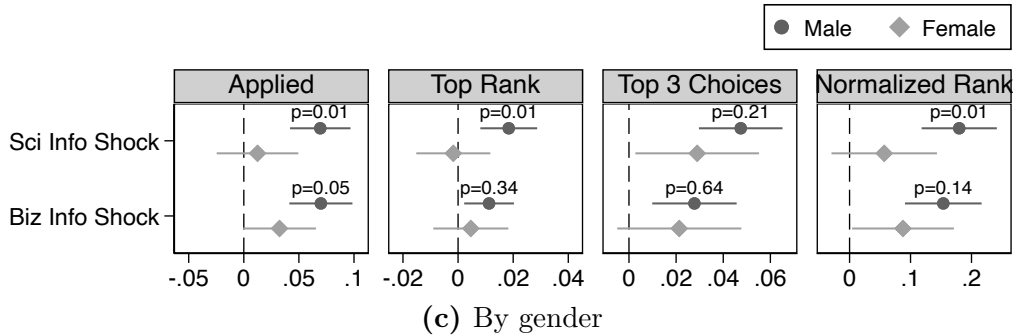 Male Female
Applied Top Rank Top 3 Choices Normalized Rank
p=0.01 p=0.01 p=0.21 p=0.01
Sci Info Shock
p=0.05 p=0.34 p=0.64 p=0.14
Biz Info Shock
-.05 0 .05 .1 -.02 0 .02 .04 0 .02 .04 .06 0 .1 .2
(c) By gender